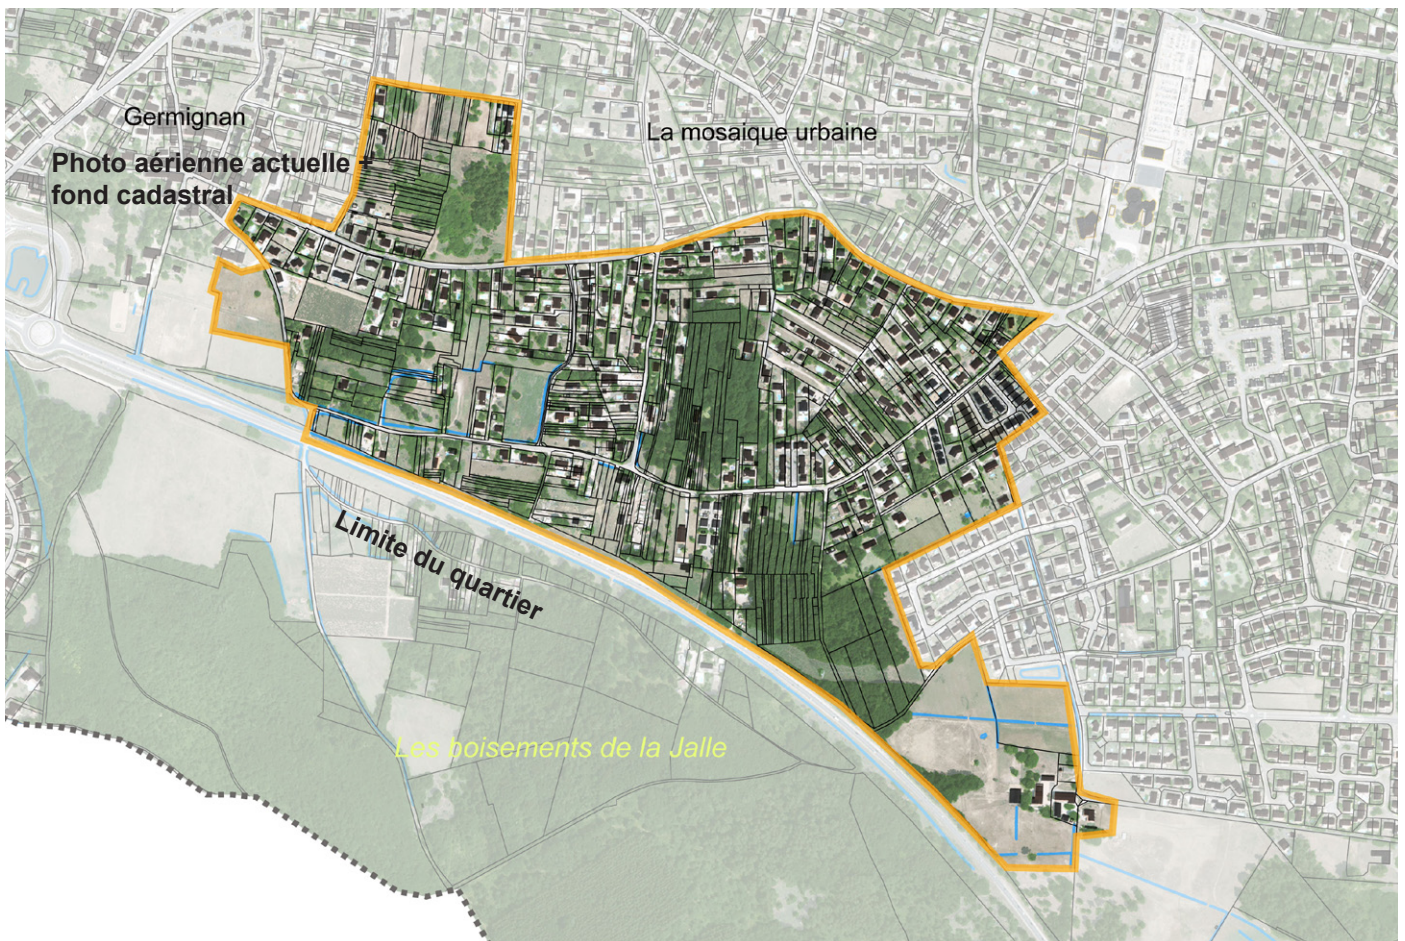 Germignan
La mosaique urbaine
Photo aérienne actuelle +
fond cadastral
Limite du quartier
Les boisements de la Jalle